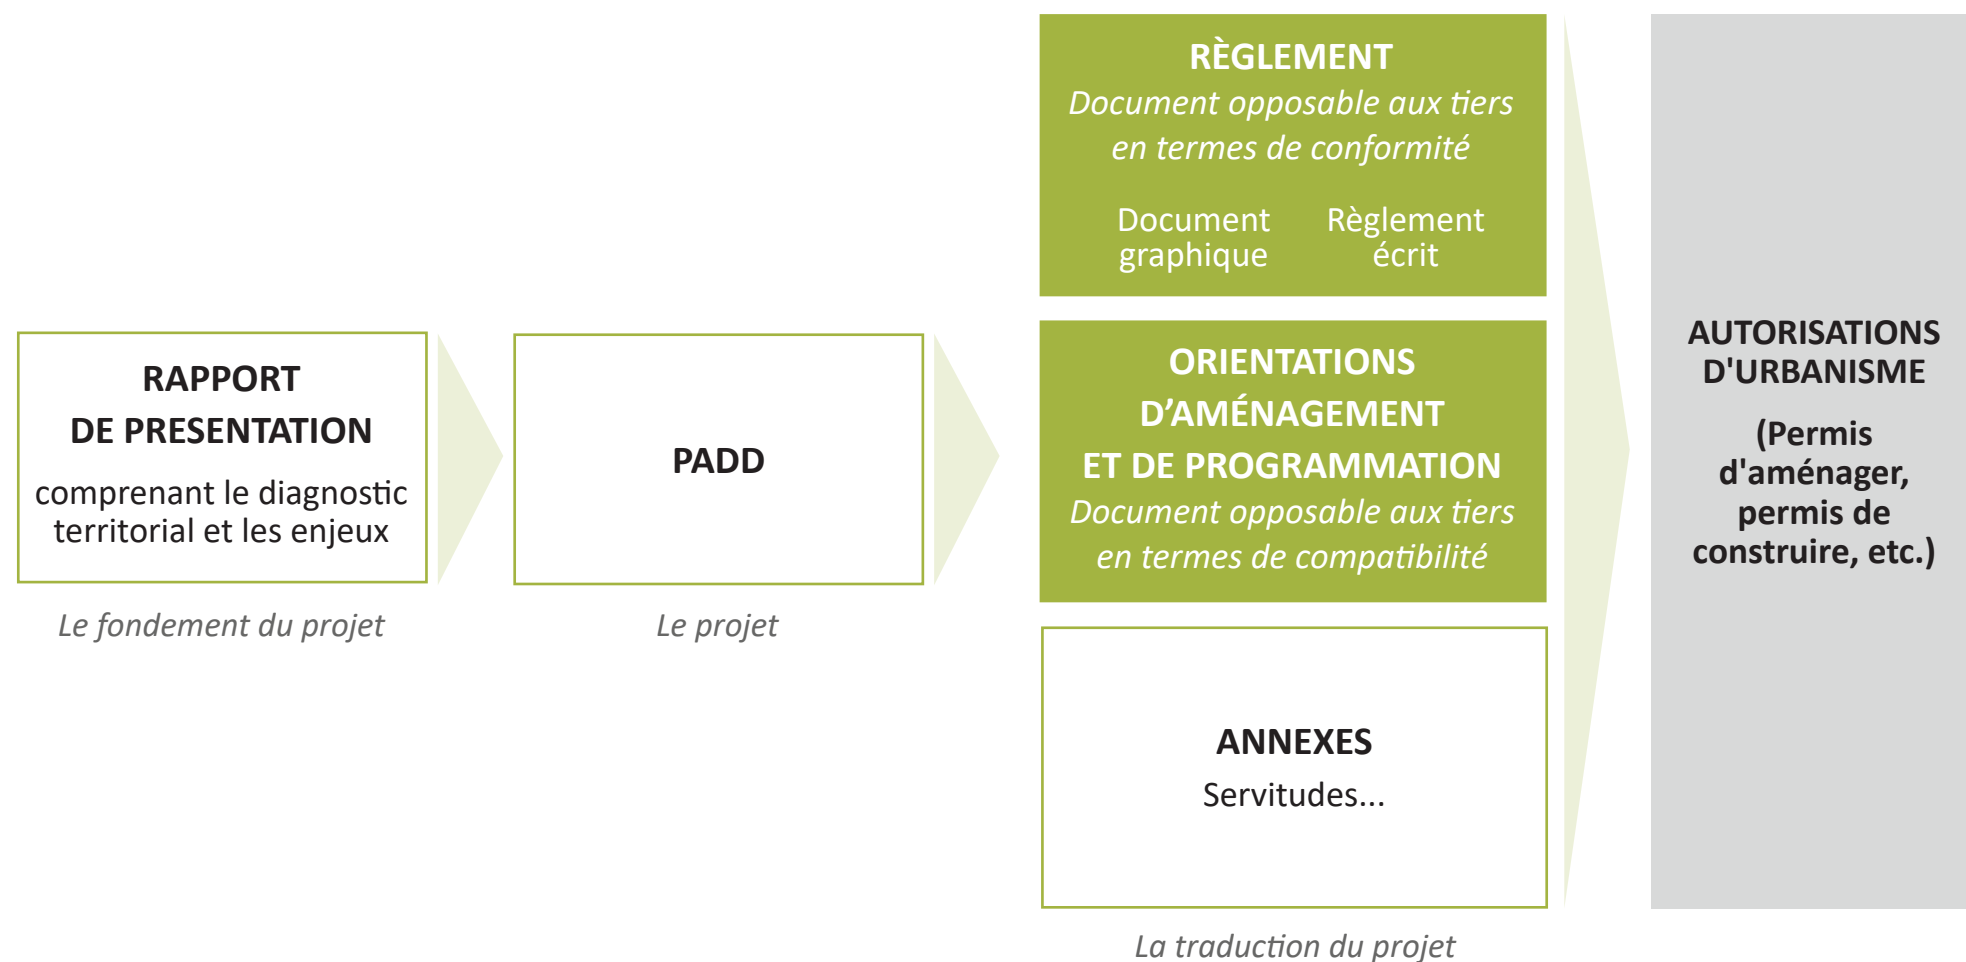 RAPPORT
DE PRESENTATION
comprenant le diagnostic
territorial et les enjeux
Le fondement du projet
PADD
Le projet
RÈGLEMENT
Document opposable aux tiers
en termes de conformité
Document
graphique
Règlement
écrit
ORIENTATIONS
D’AMÉNAGEMENT
ET DE PROGRAMMATION
Document opposable aux tiers
en termes de compatibilité
ANNEXES
Servitudes...
La traduction du projet
AUTORISATIONS
D'URBANISME
(Permis
d'aménager,
permis de
construire, etc.)